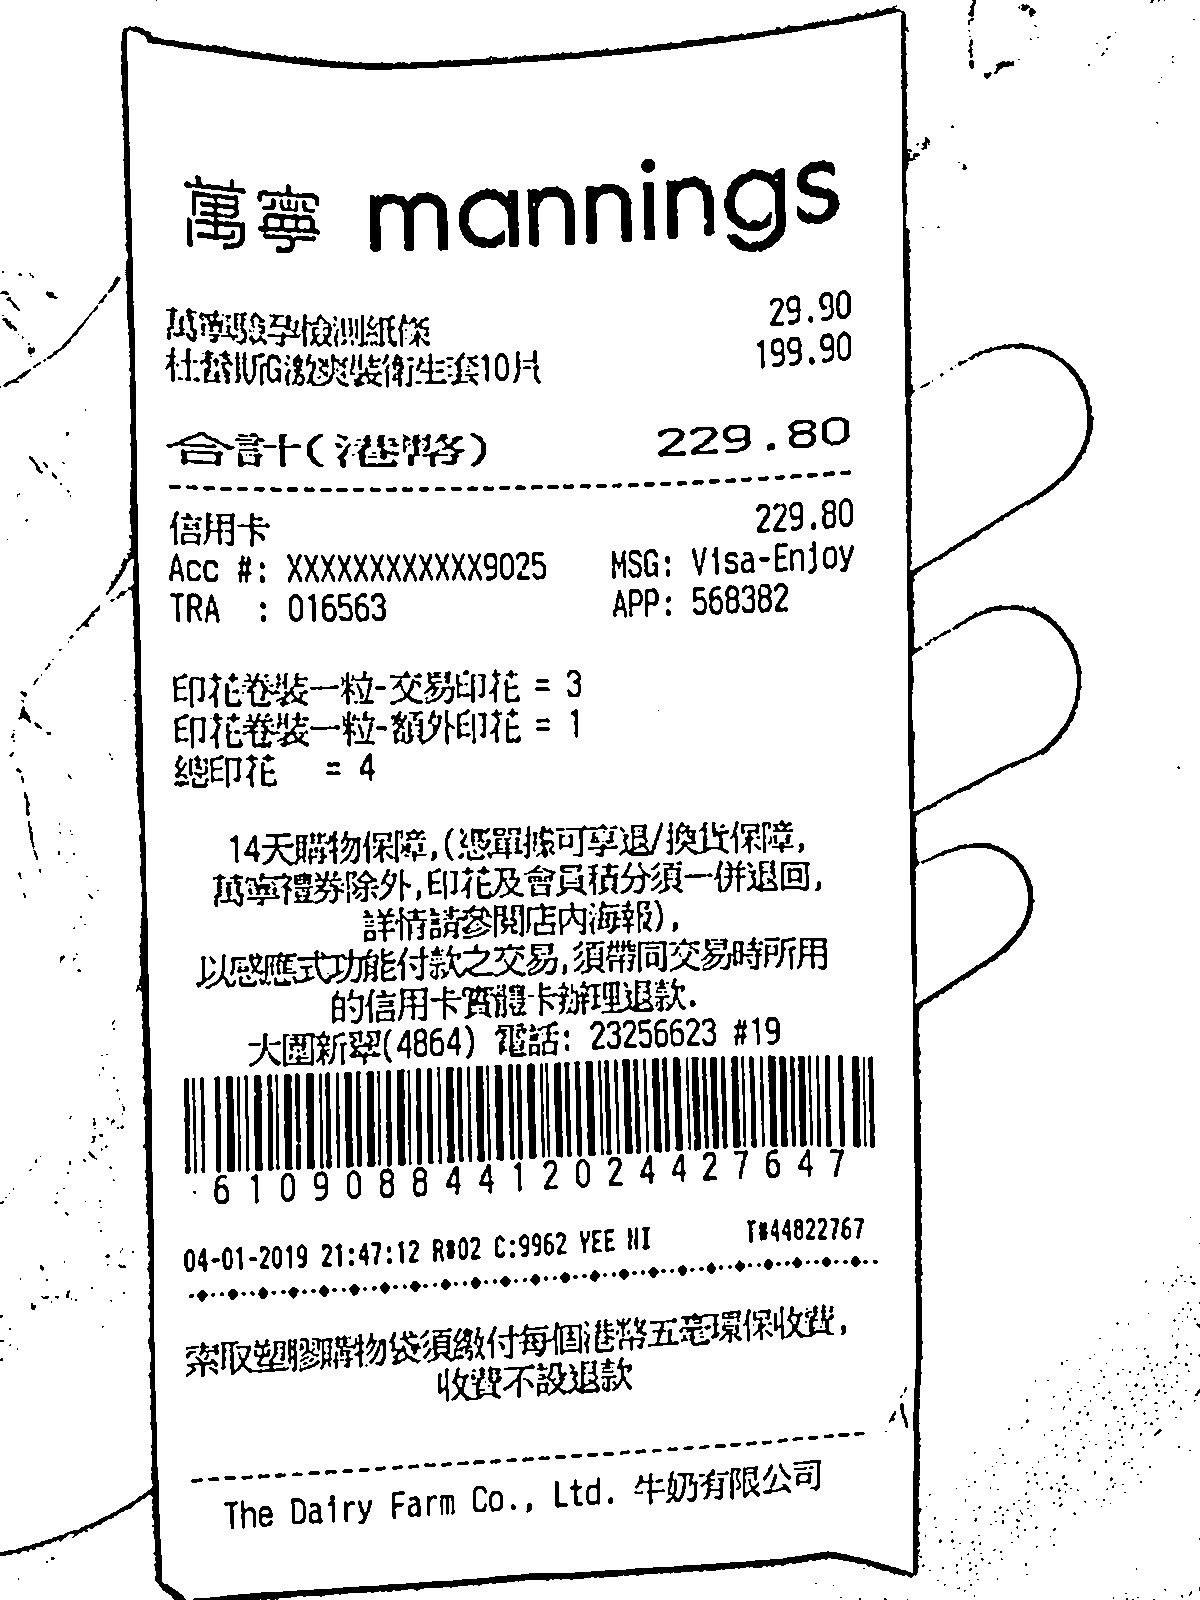 萬寧 mannings
萬寧驗孕檢測紙條 29.90
杜蕾斯VG激爽裝衛生套10片 199.90
合計(港幣) 229.80
信用卡 229.80
Acc #: XXXXXXXXXXXX9025 MSG: Visa-Enjoy
TRA : 016563 APP: 568382
印花卷裝一粒-交易印花 = 3
印花卷裝一粒-額外印花 = 1
總印花 = 4
14天購物保障,(憑單據可享退/換貨保障,
萬寧禮券除外,印花及會員積分須一併退回,
詳情請參閱店內海報),
以感應式功能付款之交易,須帶同交易時所用
的信用卡實體卡辦理退款.
大圍新翠(4864) 電話: 23256623 #19
61090884412024427647
04-01-2019 21:47:12 R#02 C:9962 YEE NI T#44822767
索取塑膠購物袋須繳付每個港幣五毫環保收費,
收費不設退款
The Dairy Farm Co., Ltd. 牛奶有限公司